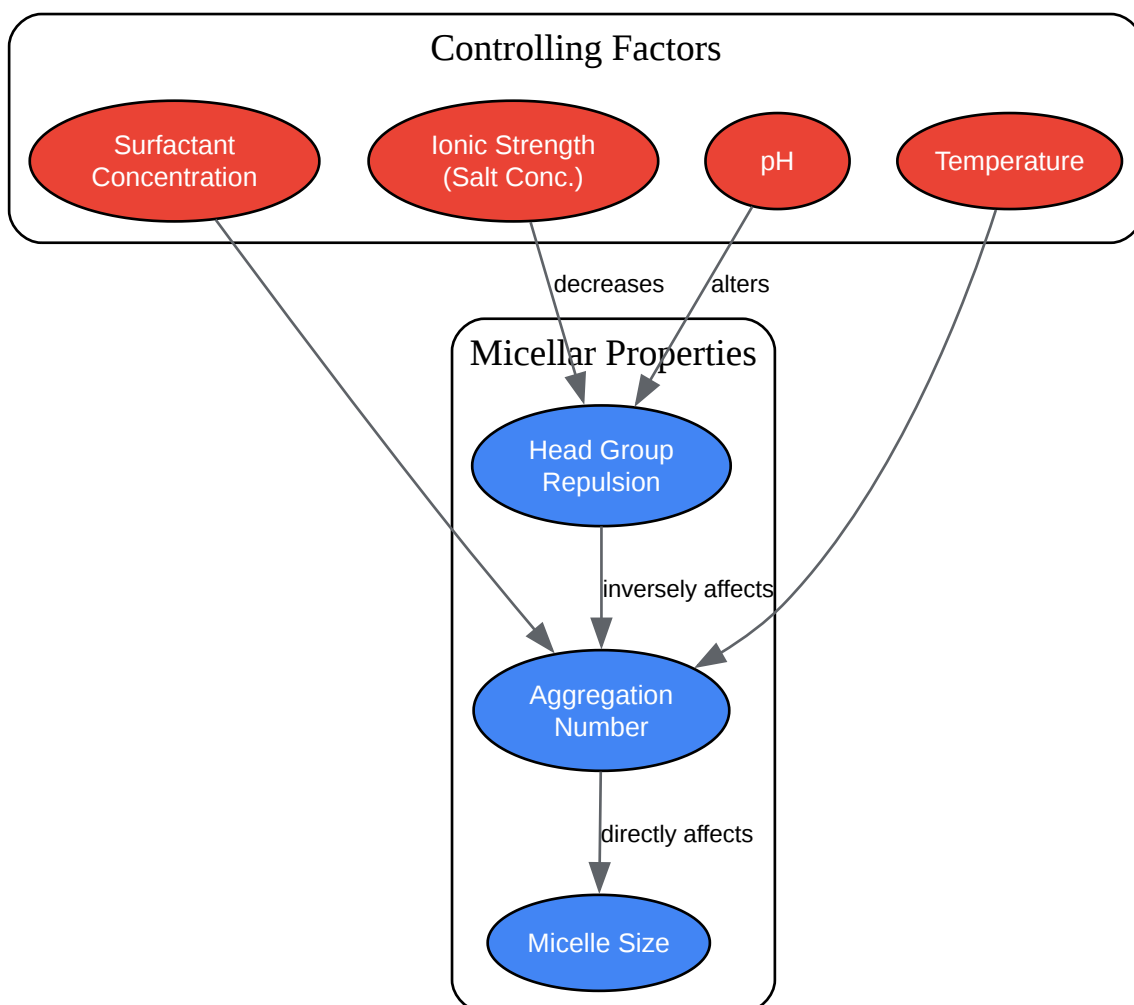 Controlling Factors
Surfactant
Concentration
Ionic Strength
(Salt Conc.)
pH
Temperature
decreases
alters
Micellar Properties
Head Group
Repulsion
inversely affects
Aggregation
Number
directly affects
Micelle Size